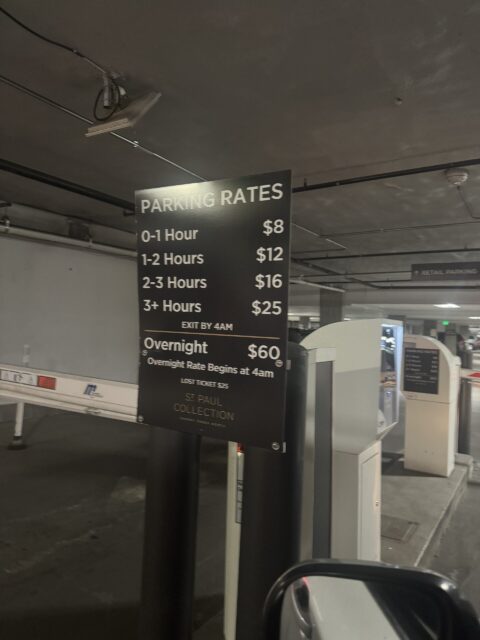 PARKING RATES
0-1 Hour $8
1-2 Hours $12
2-3 Hours $16
3+ Hours $25
EXIT BY 4AM
Overnight $60
Overnight Rate Begins at 4am
LOST TICKET $25
ST PAUL
COLLECTION
RETAIL PARKING